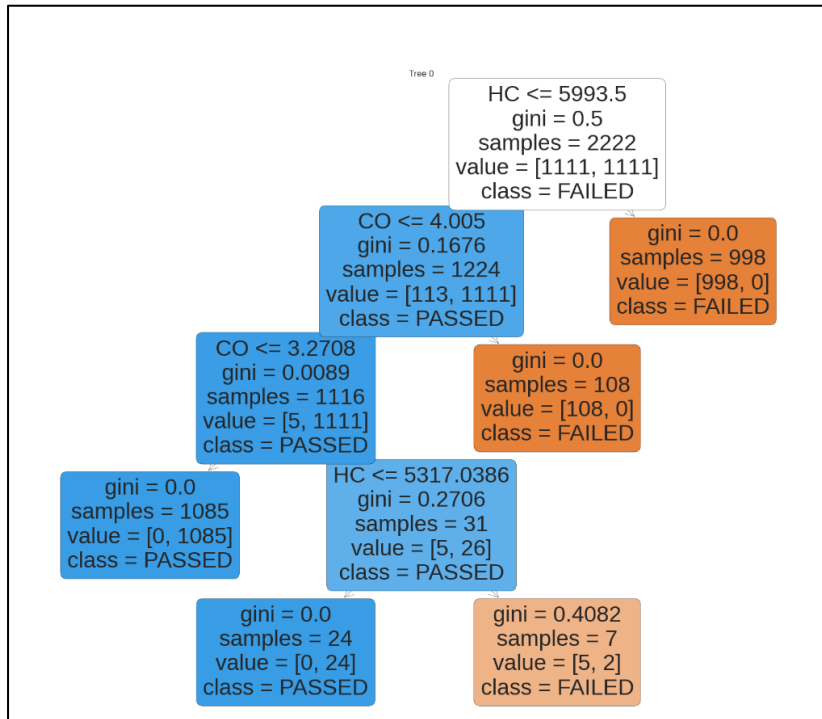 Tree 0
HC <= 5993.5
gini = 0.5
samples = 2222
value = [1111, 1111]
class = FAILED
CO <= 4.005
gini = 0.1676
samples = 1224
value = [113, 1111]
class = PASSED
gini = 0.0
samples = 998
value = [998, 0]
class = FAILED
CO <= 3.2708
gini = 0.0089
samples = 1116
value = [5, 1111]
class = PASSED
gini = 0.0
samples = 108
value = [108, 0]
class = FAILED
gini = 0.0
samples = 1085
value = [0, 1085]
class = PASSED
HC <= 5317.0386
gini = 0.2706
samples = 31
value = [5, 26]
class = PASSED
gini = 0.0
samples = 24
value = [0, 24]
class = PASSED
gini = 0.4082
samples = 7
value = [5, 2]
class = FAILED